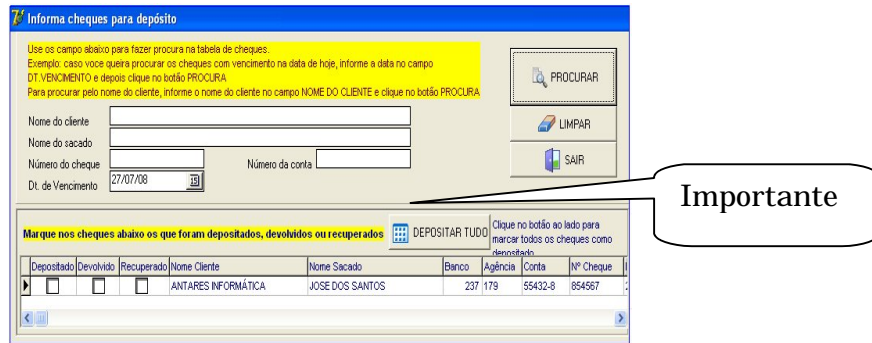 Informa cheques para depósito
Use os campo abaixo para fazer procura na tabela de cheques.
Exemplo: caso voce queira procurar os cheques com vencimento na data de hoje, informe a data no campo
DT.VENCIMENTO e depois clique no botão PROCURA
Para procurar pelo nome do cliente, informe o nome do cliente no campo NOME DO CLIENTE e clique no botão PROCURA
PROCURAR
Nome do cliente
LIMPAR
Nome do sacado
Número do cheque Número da conta
SAIR
Dt. de Vencimento 27/07/08 15
Importante
Marque nos cheques abaixo os que foram depositados, devolvidos ou recuperados
DEPOSITAR TUDO
Clique no botão ao lado para
marcar todos os cheques como
depositado
Depositado Devolvido Recuperado Nome Cliente Nome Sacado Banco Agência Conta Nº Cheque
ANTARES INFORMÁTICA JOSE DOS SANTOS 237 179 55432-8 854567